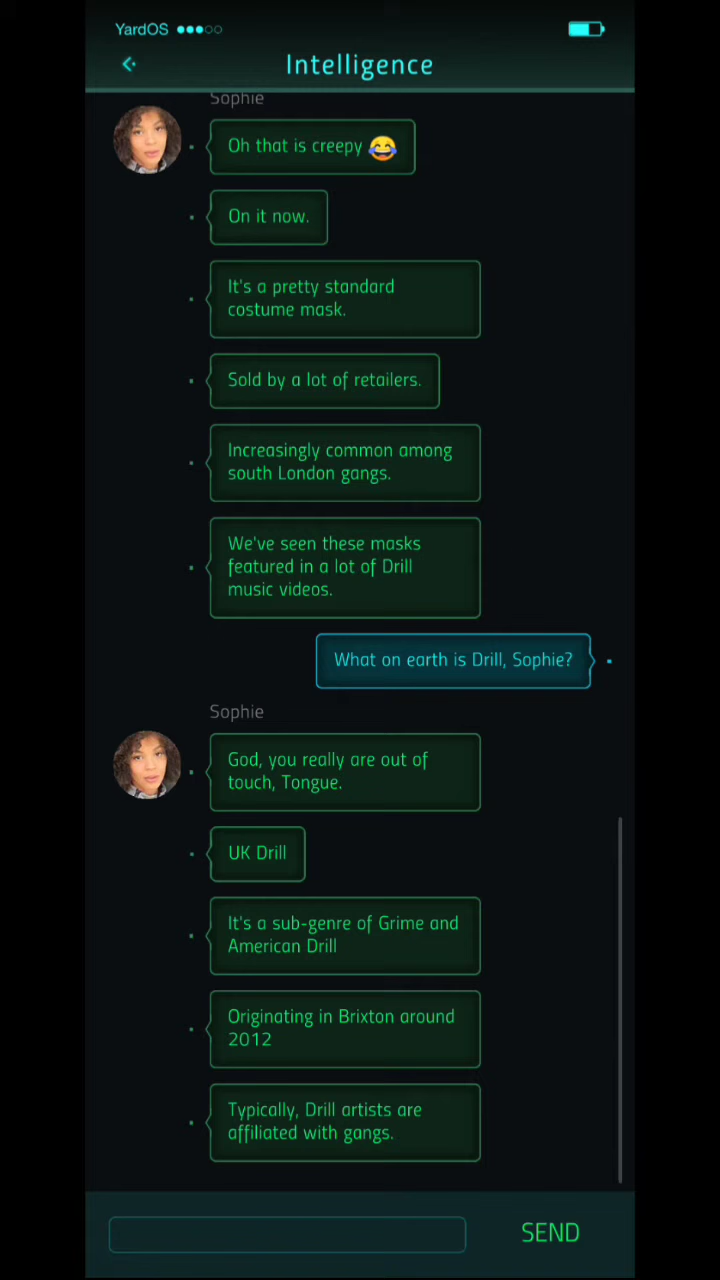 YardOS
Intelligence
Sophie
Oh that is creepy 😂
On it now.
It's a pretty standard
costume mask.
Sold by a lot of retailers.
Increasingly common among
south London gangs.
We've seen these masks
featured in a lot of Drill
music videos.
What on earth is Drill, Sophie?
Sophie
God, you really are out of
touch, Tongue.
UK Drill
It's a sub-genre of Grime and
American Drill
Originating in Brixton around
2012
Typically, Drill artists are
affiliated with gangs.
SEND